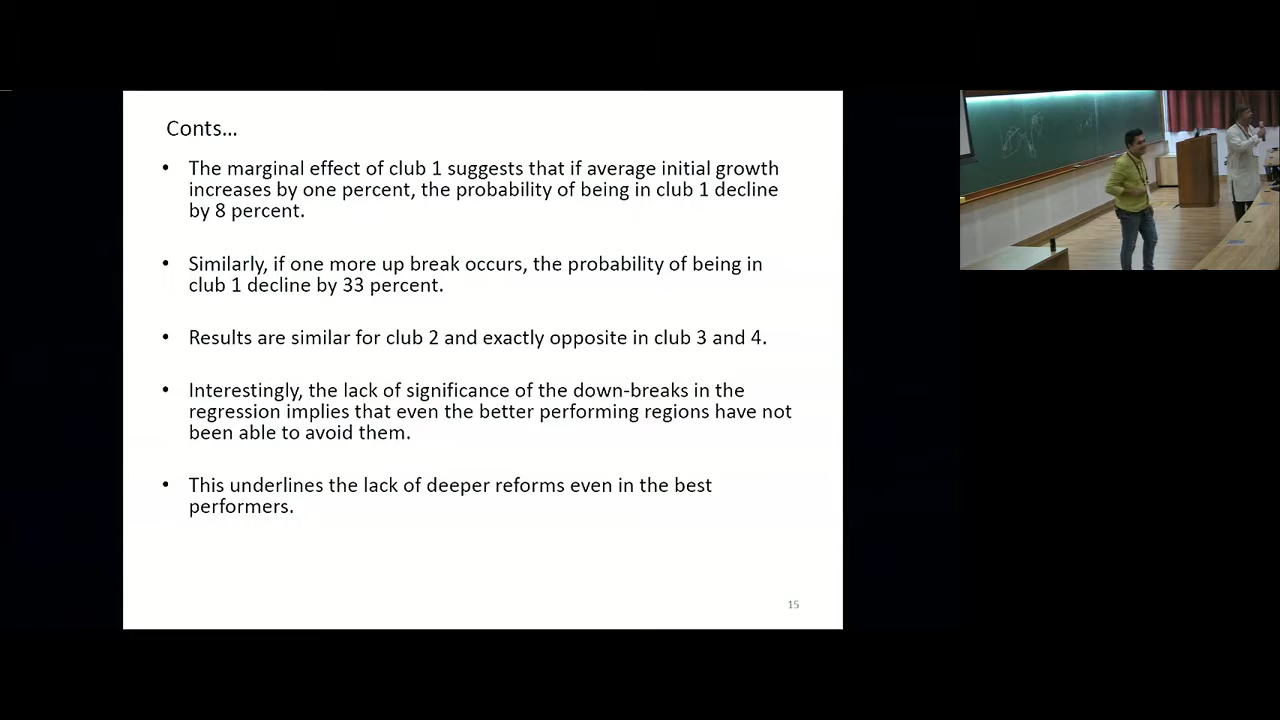 Conts...
• The marginal effect of club 1 suggests that if average initial growth
increases by one percent, the probability of being in club 1 decline
by 8 percent.
• Similarly, if one more up break occurs, the probability of being in
club 1 decline by 33 percent.
• Results are similar for club 2 and exactly opposite in club 3 and 4.
• Interestingly, the lack of significance of the down-breaks in the
regression implies that even the better performing regions have not
been able to avoid them.
• This underlines the lack of deeper reforms even in the best
performers.
15